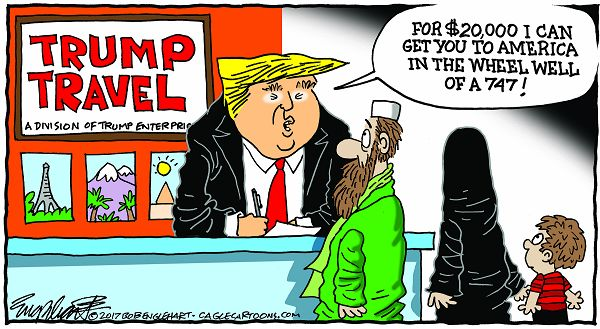 TRUMP
TRAVEL
A DIVISION OF TRUMP ENTERPRI
FOR $20,000 I CAN
GET YOU TO AMERICA
IN THE WHEEL WELL
OF A 747!
©2017 BOB ENGLEHART - CAGLECARTOONS.COM